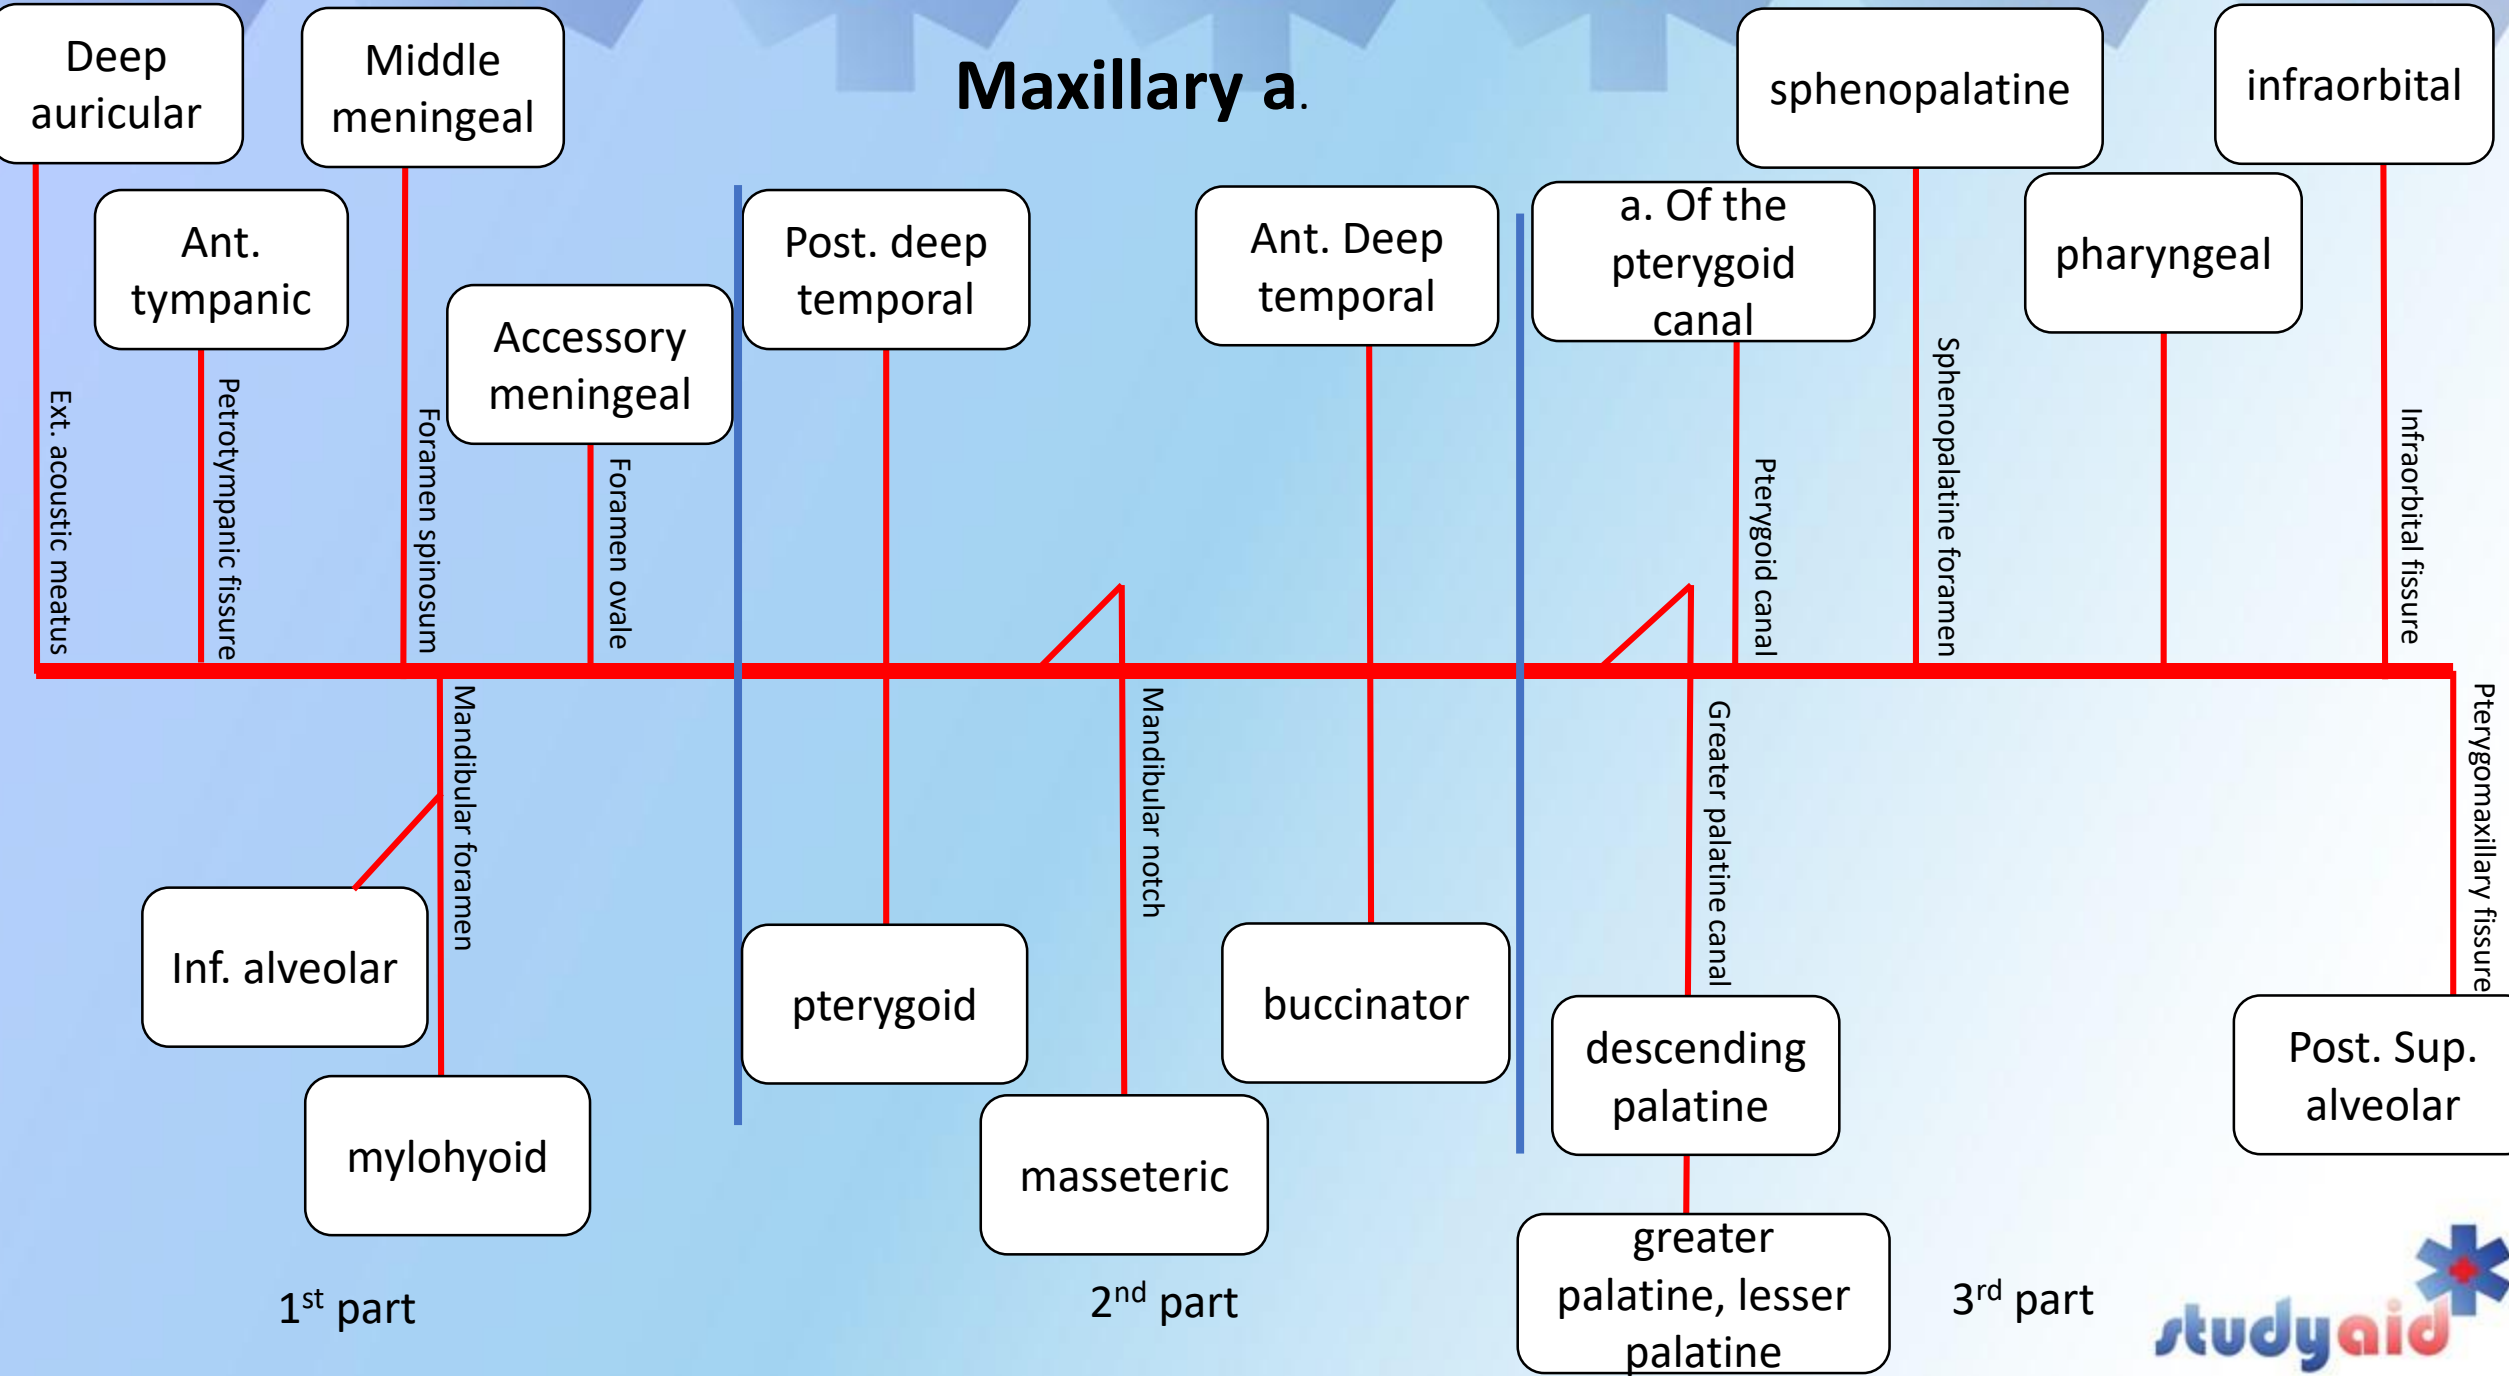 Maxillary a.
Deep
auricular
Middle
meningeal
sphenopalatine
infraorbital
Ant.
tympanic
Accessory
meningeal
Post. deep
temporal
Ant. Deep
temporal
a. Of the
pterygoid
canal
pharyngeal
Ext. acoustic meatus
Petrotympanic fissure
Foramen spinosum
Foramen ovale
Pterygoid canal
Sphenopalatine foramen
Infraorbital fissure
Mandibular foramen
Mandibular notch
Greater palatine canal
Pterygomaxillary fissure
Inf. alveolar
mylohyoid
pterygoid
masseteric
buccinator
descending
palatine
greater
palatine, lesser
palatine
Post. Sup.
alveolar
1st part
2nd part
3rd part
studyaid